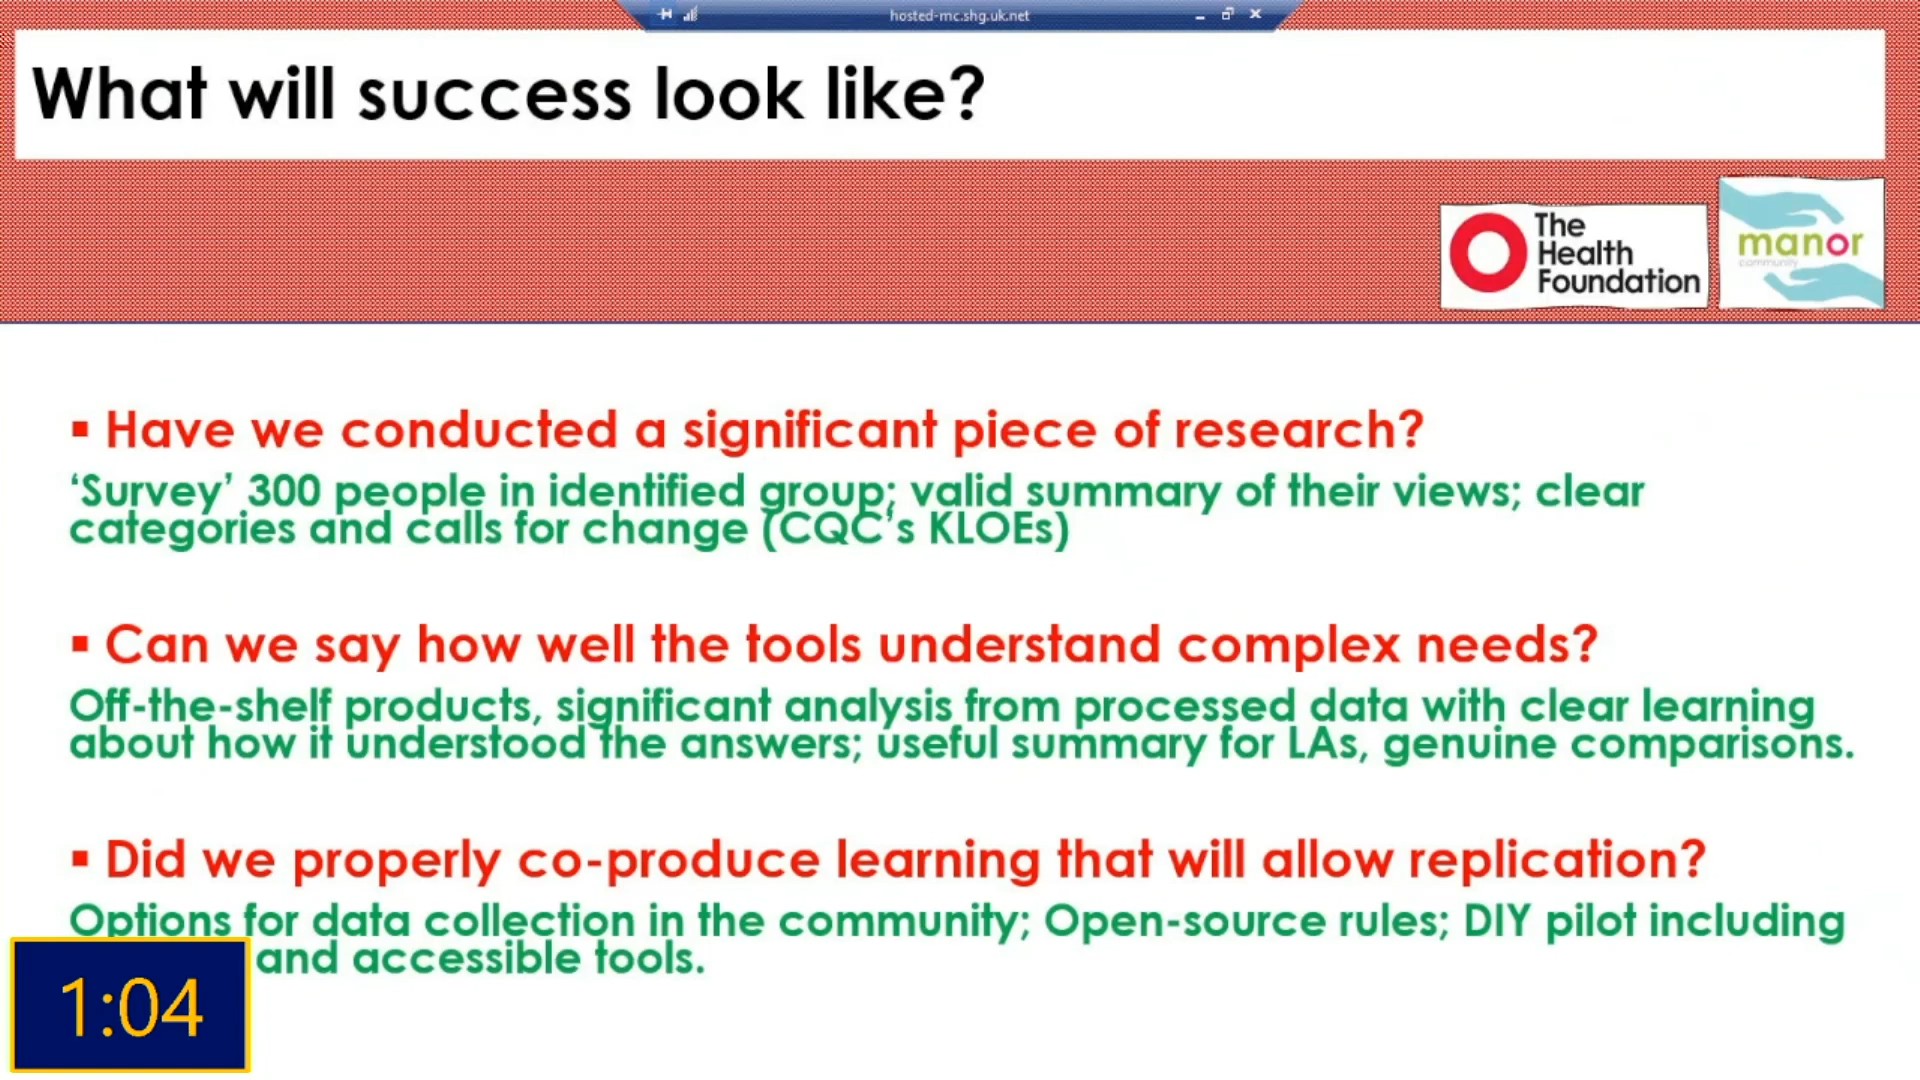 hosted-mc.shg.uk.net
What will success look like?
The
Health
Foundation
manor
community
▪ Have we conducted a significant piece of research?
‘Survey’ 300 people in identified group; valid summary of their views; clear
categories and calls for change (CQC’s KLOEs)
▪ Can we say how well the tools understand complex needs?
Off-the-shelf products, significant analysis from processed data with clear learning
about how it understood the answers; useful summary for LAs, genuine comparisons.
▪ Did we properly co-produce learning that will allow replication?
Options for data collection in the community; Open-source rules; DIY pilot including
and accessible tools.
1:04